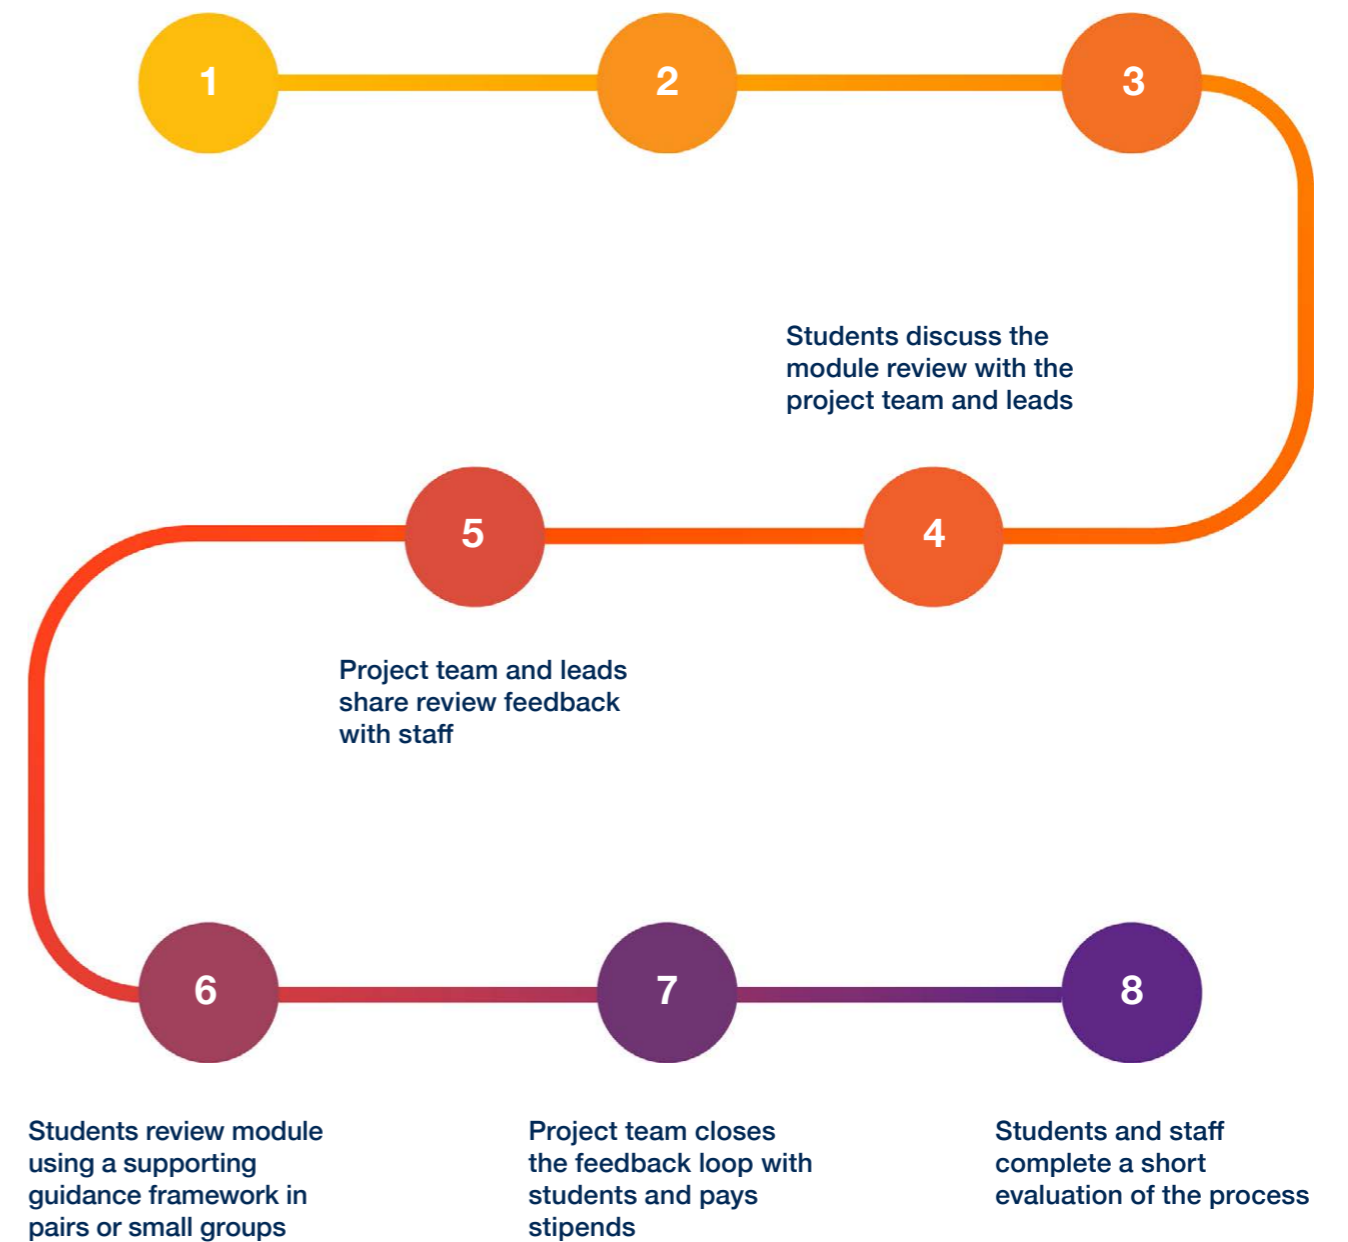 1
2
3
Students discuss the
module review with the
project team and leads
5
4
Project team and leads
share review feedback
with staff
6
7
8
Students review module
using a supporting
guidance framework in
pairs or small groups
Project team closes
the feedback loop with
students and pays
stipends
Students and staff
complete a short
evaluation of the process